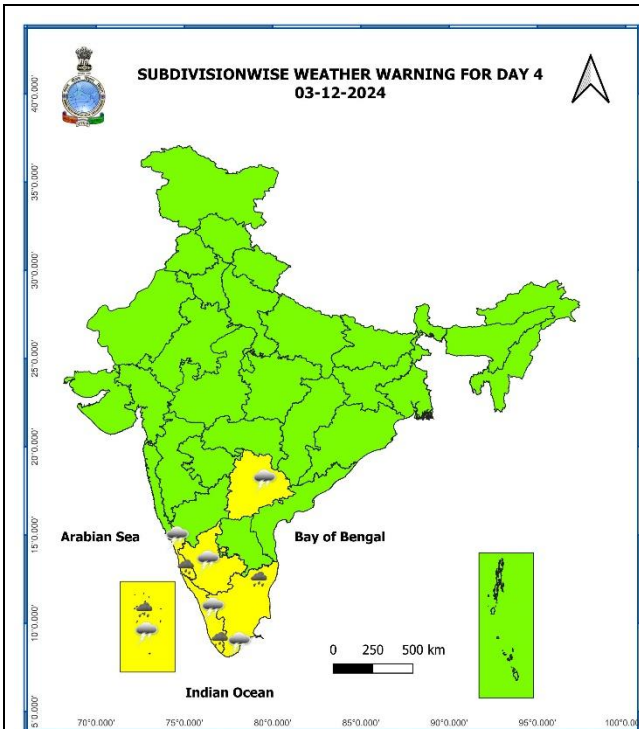 SUBDIVISIONWISE WEATHER WARNING FOR DAY 4
03-12-2024
40°0.000'
35°0.000'
30°0.000'
25°0.000'
20°0.000'
15°0.000'
10°0.000'
5°0.000'
Arabian Sea
Bay of Bengal
0 250 500 km
Indian Ocean
70°0.000' 75°0.000' 80°0.000' 85°0.000' 90°0.000' 95°0.000' 100°0.00